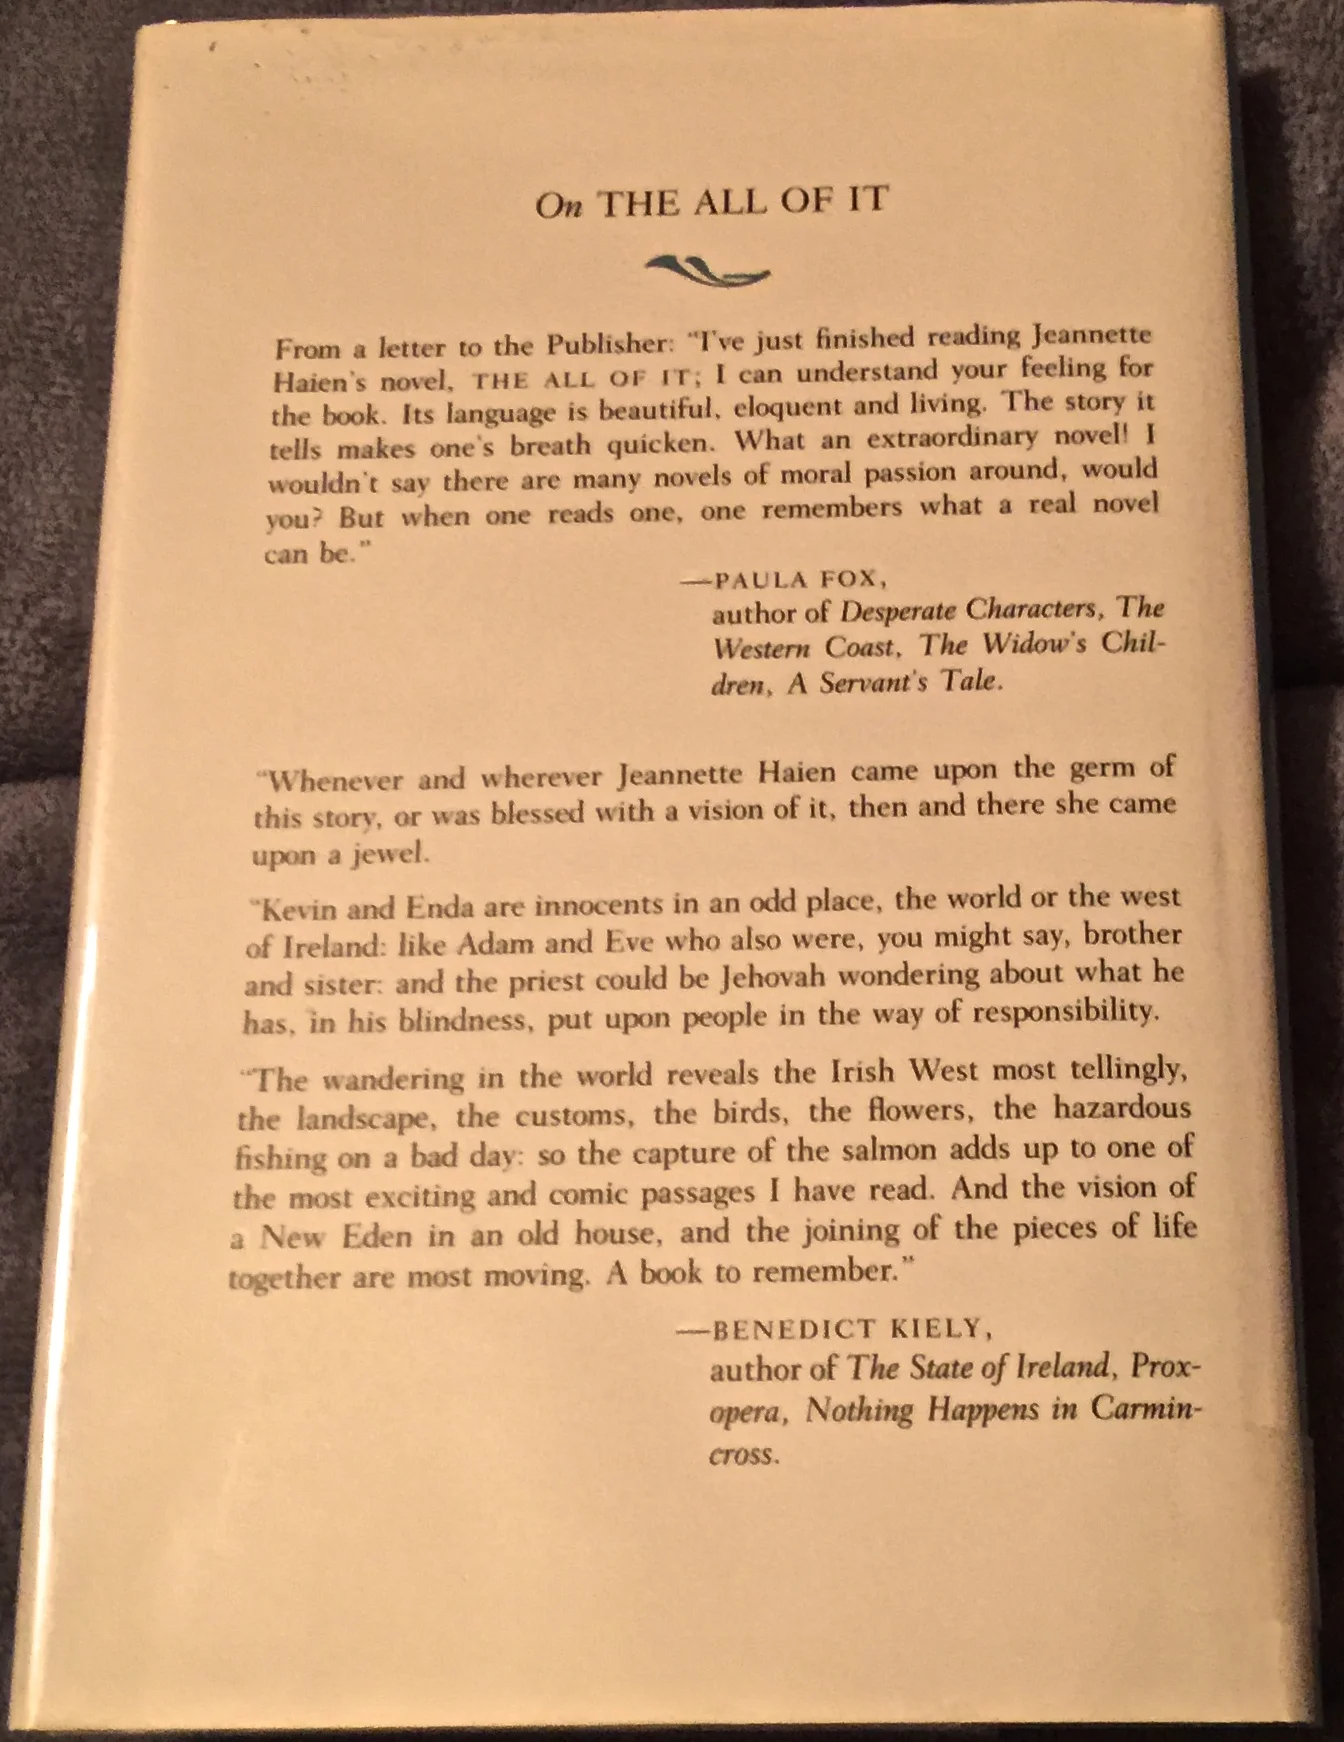 On THE ALL OF IT
From a letter to the Publisher: "I've just finished reading Jeannette
Haien's novel, THE ALL OF IT; I can understand your feeling for
the book. Its language is beautiful, eloquent and living. The story it
tells makes one's breath quicken. What an extraordinary novel! I
wouldn't say there are many novels of moral passion around, would
you? But when one reads one, one remembers what a real novel
can be."
—PAULA FOX,
author of Desperate Characters, The
Western Coast, The Widow's Chil-
dren, A Servant's Tale.
"Whenever and wherever Jeannette Haien came upon the germ of
this story, or was blessed with a vision of it, then and there she came
upon a jewel.
"Kevin and Enda are innocents in an odd place, the world or the west
of Ireland: like Adam and Eve who also were, you might say, brother
and sister: and the priest could be Jehovah wondering about what he
has, in his blindness, put upon people in the way of responsibility.
"The wandering in the world reveals the Irish West most tellingly,
the landscape, the customs, the birds, the flowers, the hazardous
fishing on a bad day: so the capture of the salmon adds up to one of
the most exciting and comic passages I have read. And the vision of
a New Eden in an old house, and the joining of the pieces of life
together are most moving. A book to remember."
—BENEDICT KIELY,
author of The State of Ireland, Prox-
opera, Nothing Happens in Carmin-
cross.